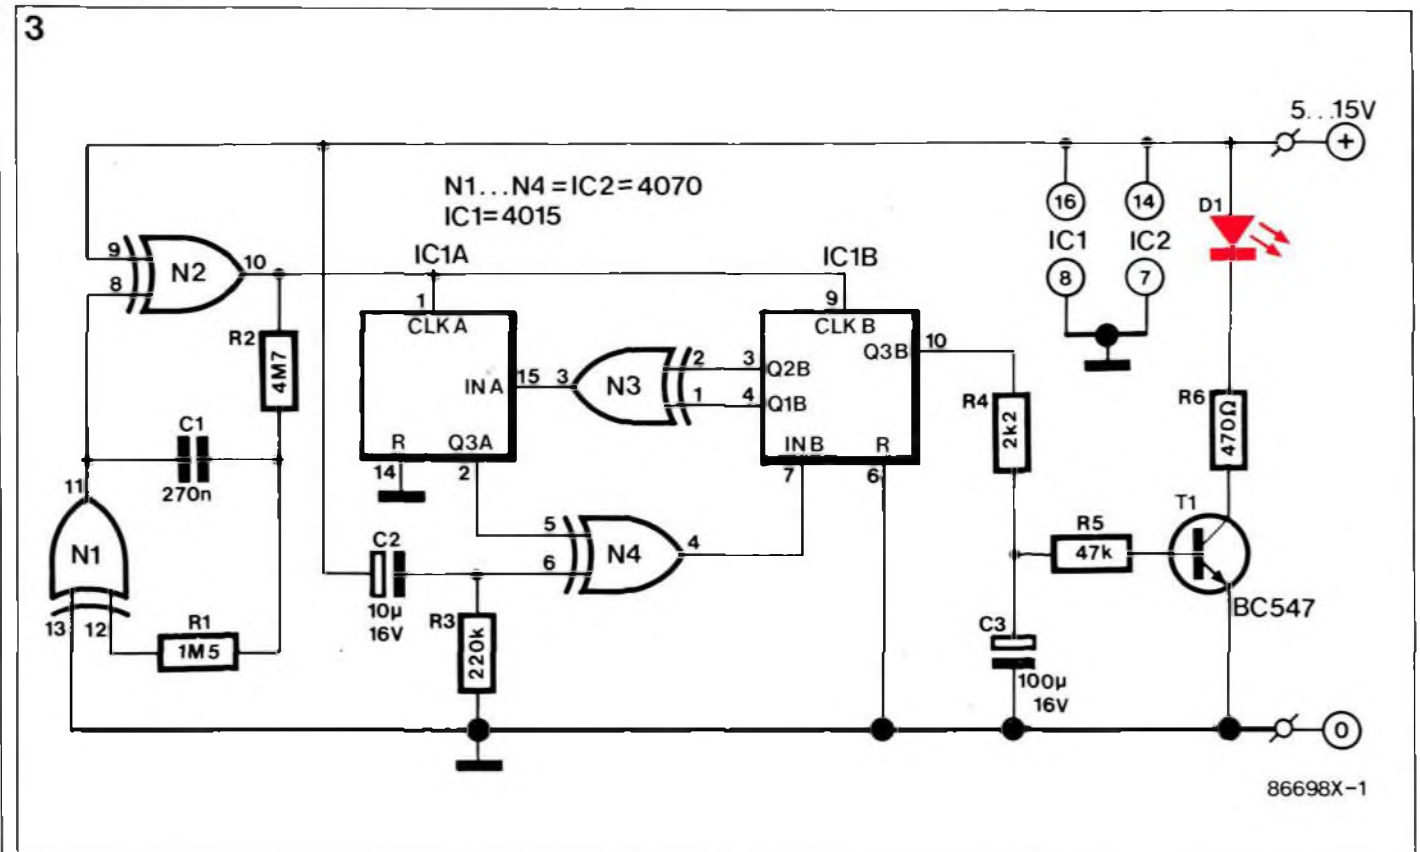 3
5...15V
+
N1...N4=IC2=4070
IC1=4015
16
14
D1
IC1A
IC1B
IC1
IC2
9
N2
10
8
8
7
1
CLK A
9
CLK B
Q3B
10
R2
4M7
IN A
15
3
N3
2
1
3
Q2B
4
Q1B
R4
2k2
R6
470Ω
C1
270n
R
Q3A
14
2
IN B
R
7
6
11
N1
13
12
R1
1M5
C2
10µ
16V
R3
220k
5
6
N4
4
R5
47k
T1
BC547
C3
100µ
16V
0
86698X-1